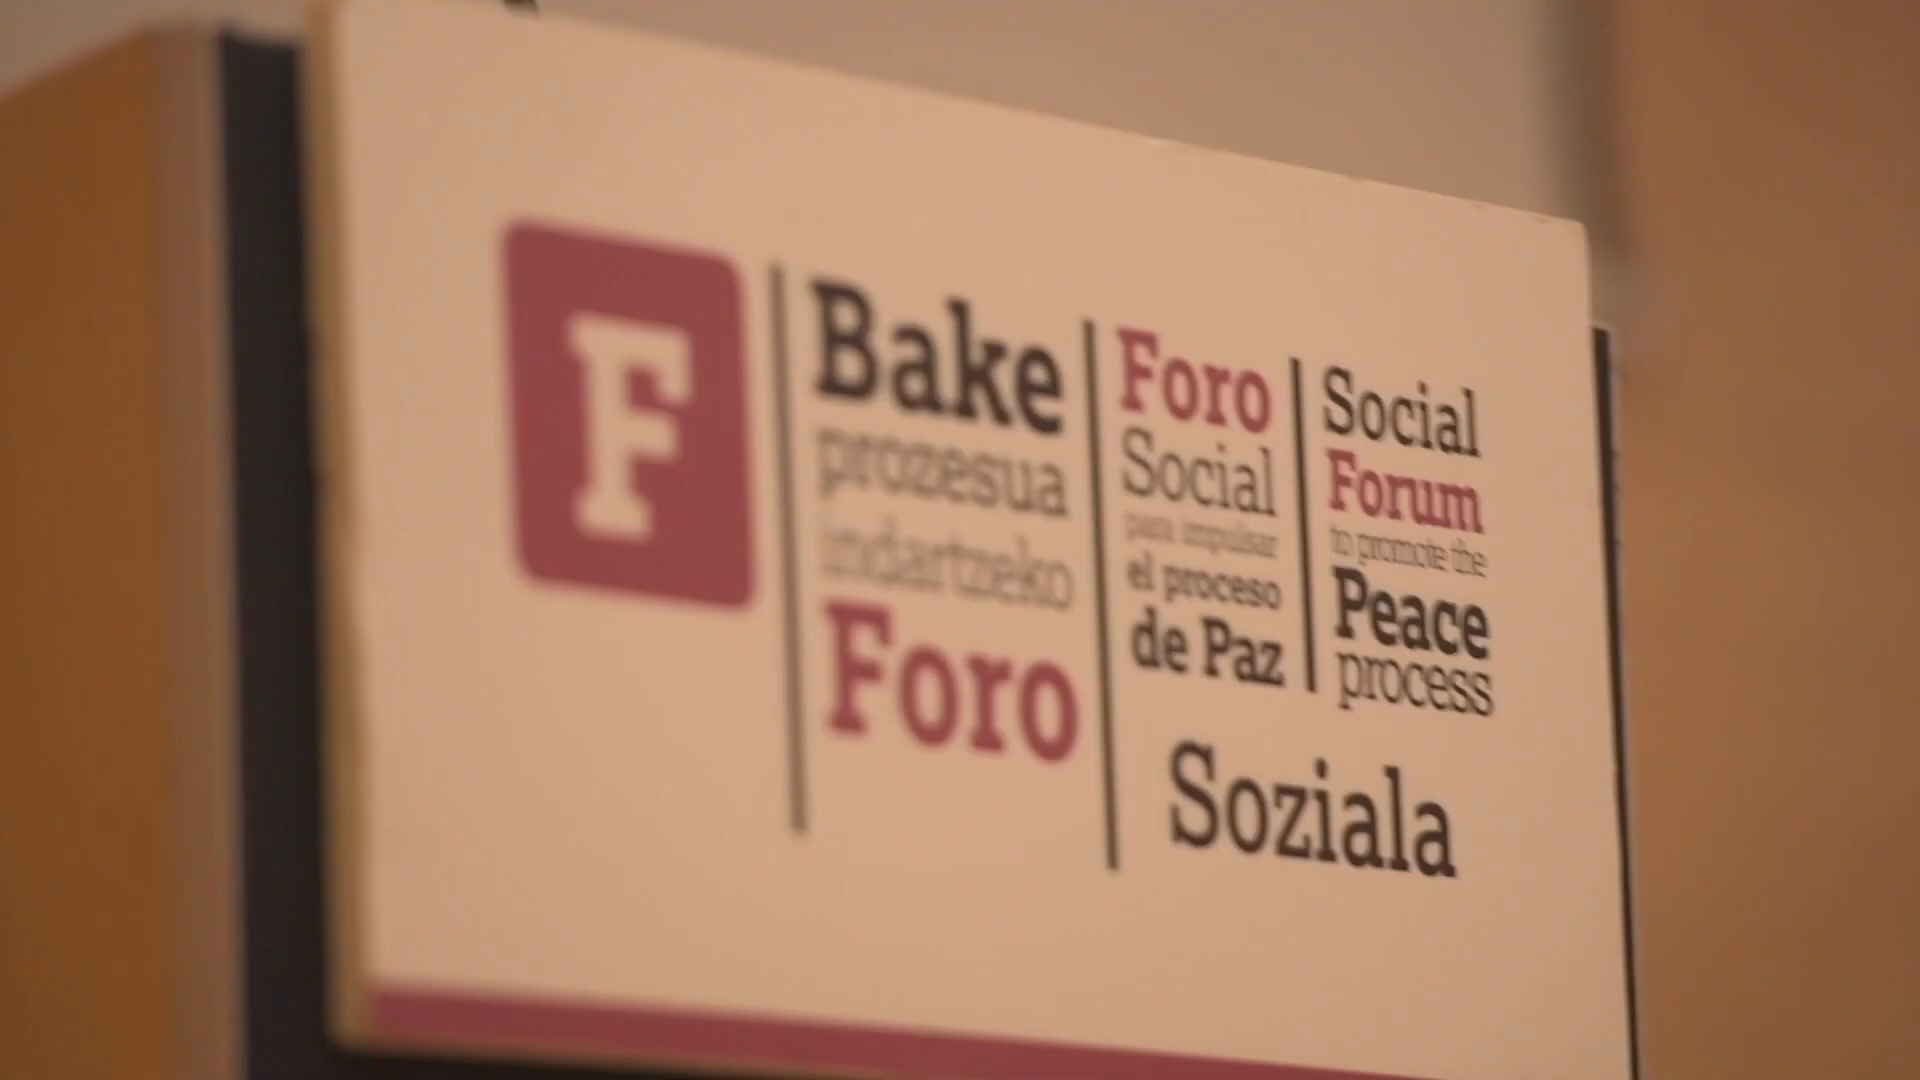 F
Bake
prozesua
indartzeko
Foro
Foro
Social
para impulsar
el proceso
de Paz
Social
Forum
to promote the
Peace
process
Soziala